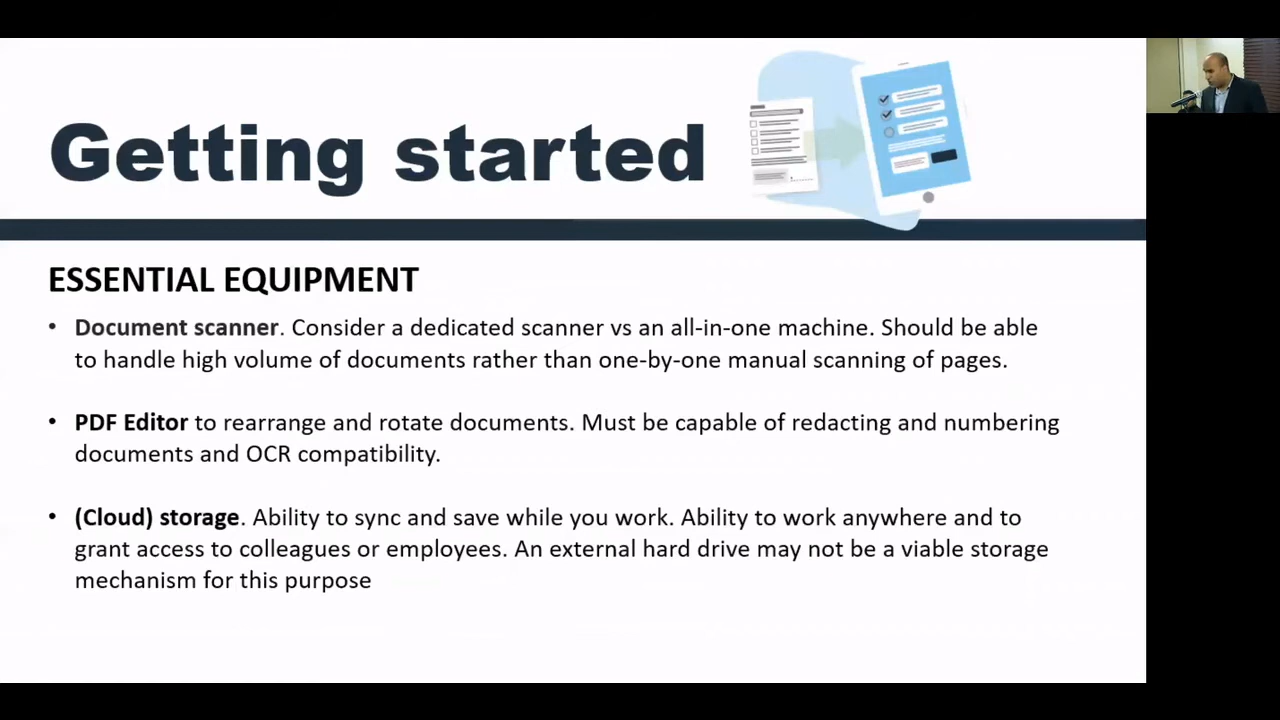 Getting started
ESSENTIAL EQUIPMENT
• Document scanner. Consider a dedicated scanner vs an all-in-one machine. Should be able
to handle high volume of documents rather than one-by-one manual scanning of pages.
• PDF Editor to rearrange and rotate documents. Must be capable of redacting and numbering
documents and OCR compatibility.
• (Cloud) storage. Ability to sync and save while you work. Ability to work anywhere and to
grant access to colleagues or employees. An external hard drive may not be a viable storage
mechanism for this purpose